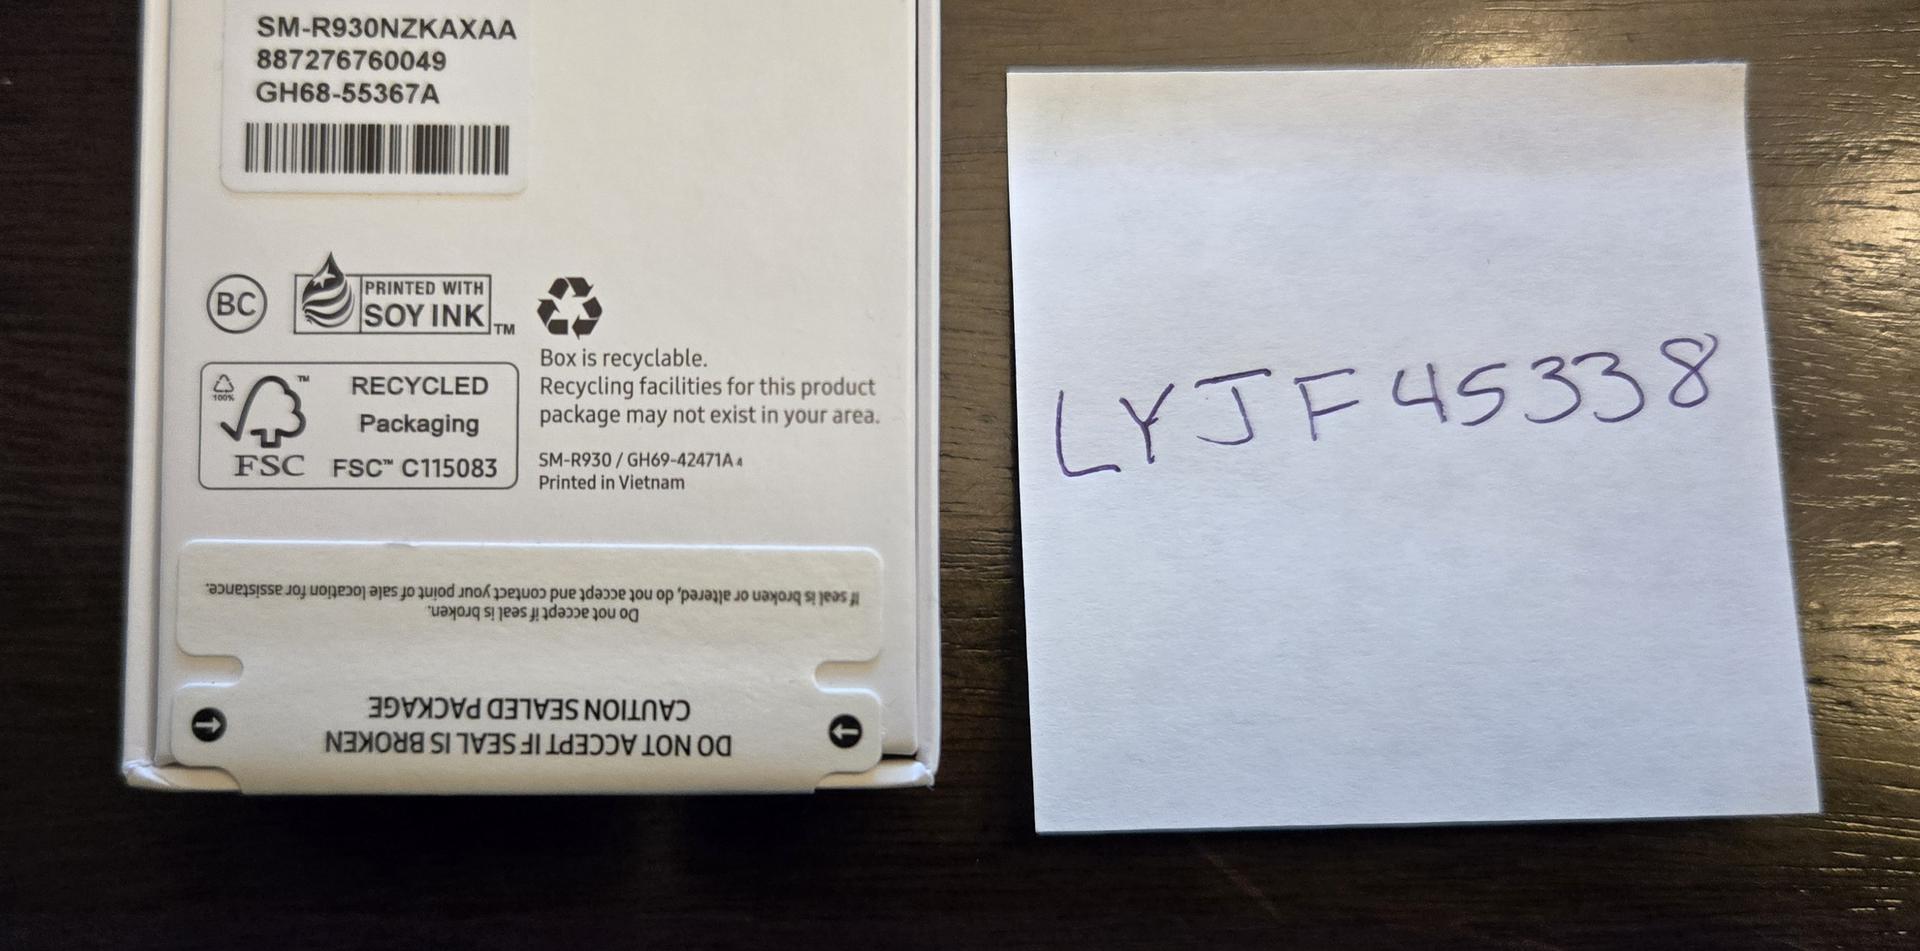 SM-R930NZKAXAA
887276760049
GH68-55367A
BC
PRINTED WITH
SOY INK™
100%
™
FSC
RECYCLED
Packaging
FSC™ C115083
Box is recyclable.
Recycling facilities for this product
package may not exist in your area.
SM-R930 / GH69-42471A 4
Printed in Vietnam
DO NOT ACCEPT IF SEAL IS BROKEN
CAUTION SEALED PACKAGE
Do not accept if seal is broken.
If seal is broken or altered, do not accept and contact your point of sale location for assistance.
LYJF45338